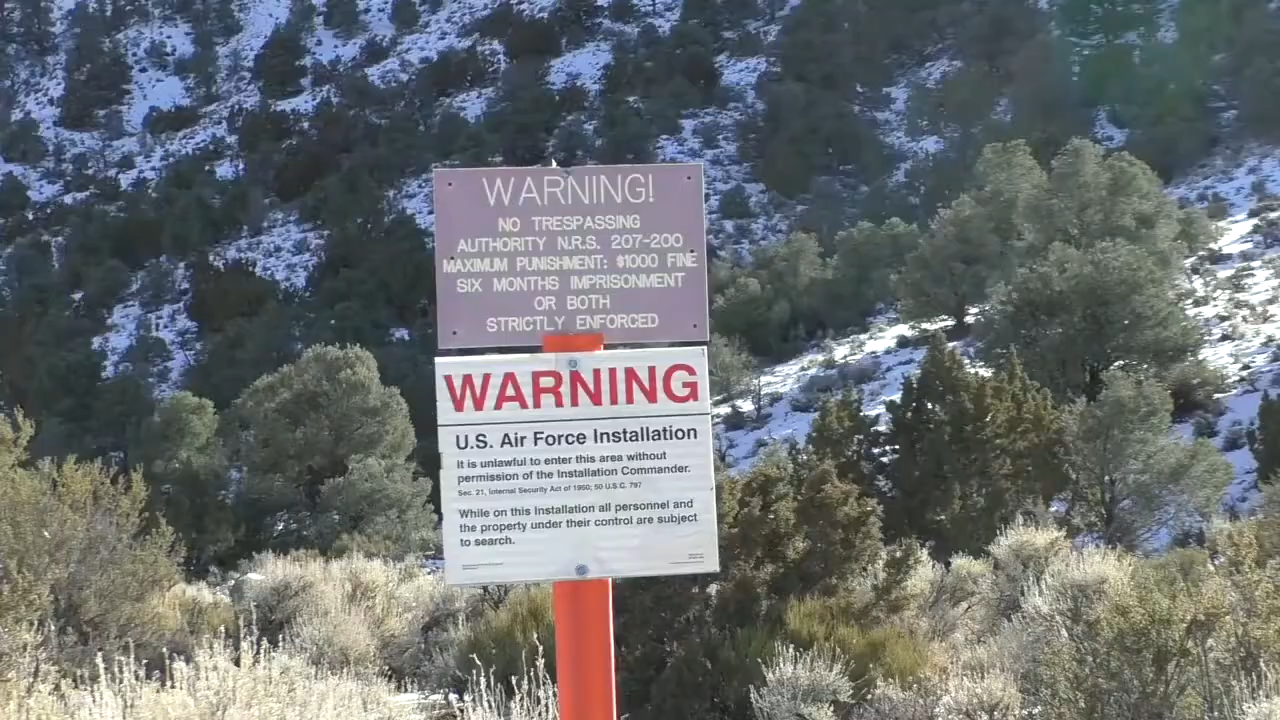 WARNING!
NO TRESPASSING
AUTHORITY N.R.S. 207-200
MAXIMUM PUNISHMENT: $1000 FINE
SIX MONTHS IMPRISONMENT
OR BOTH
STRICTLY ENFORCED
WARNING
U.S. Air Force Installation
It is unlawful to enter this area without
permission of the Installation Commander.
Sec. 21, Internal Security Act of 1950; 50 U.S.C. 797
While on this Installation all personnel and
the property under their control are subject
to search.